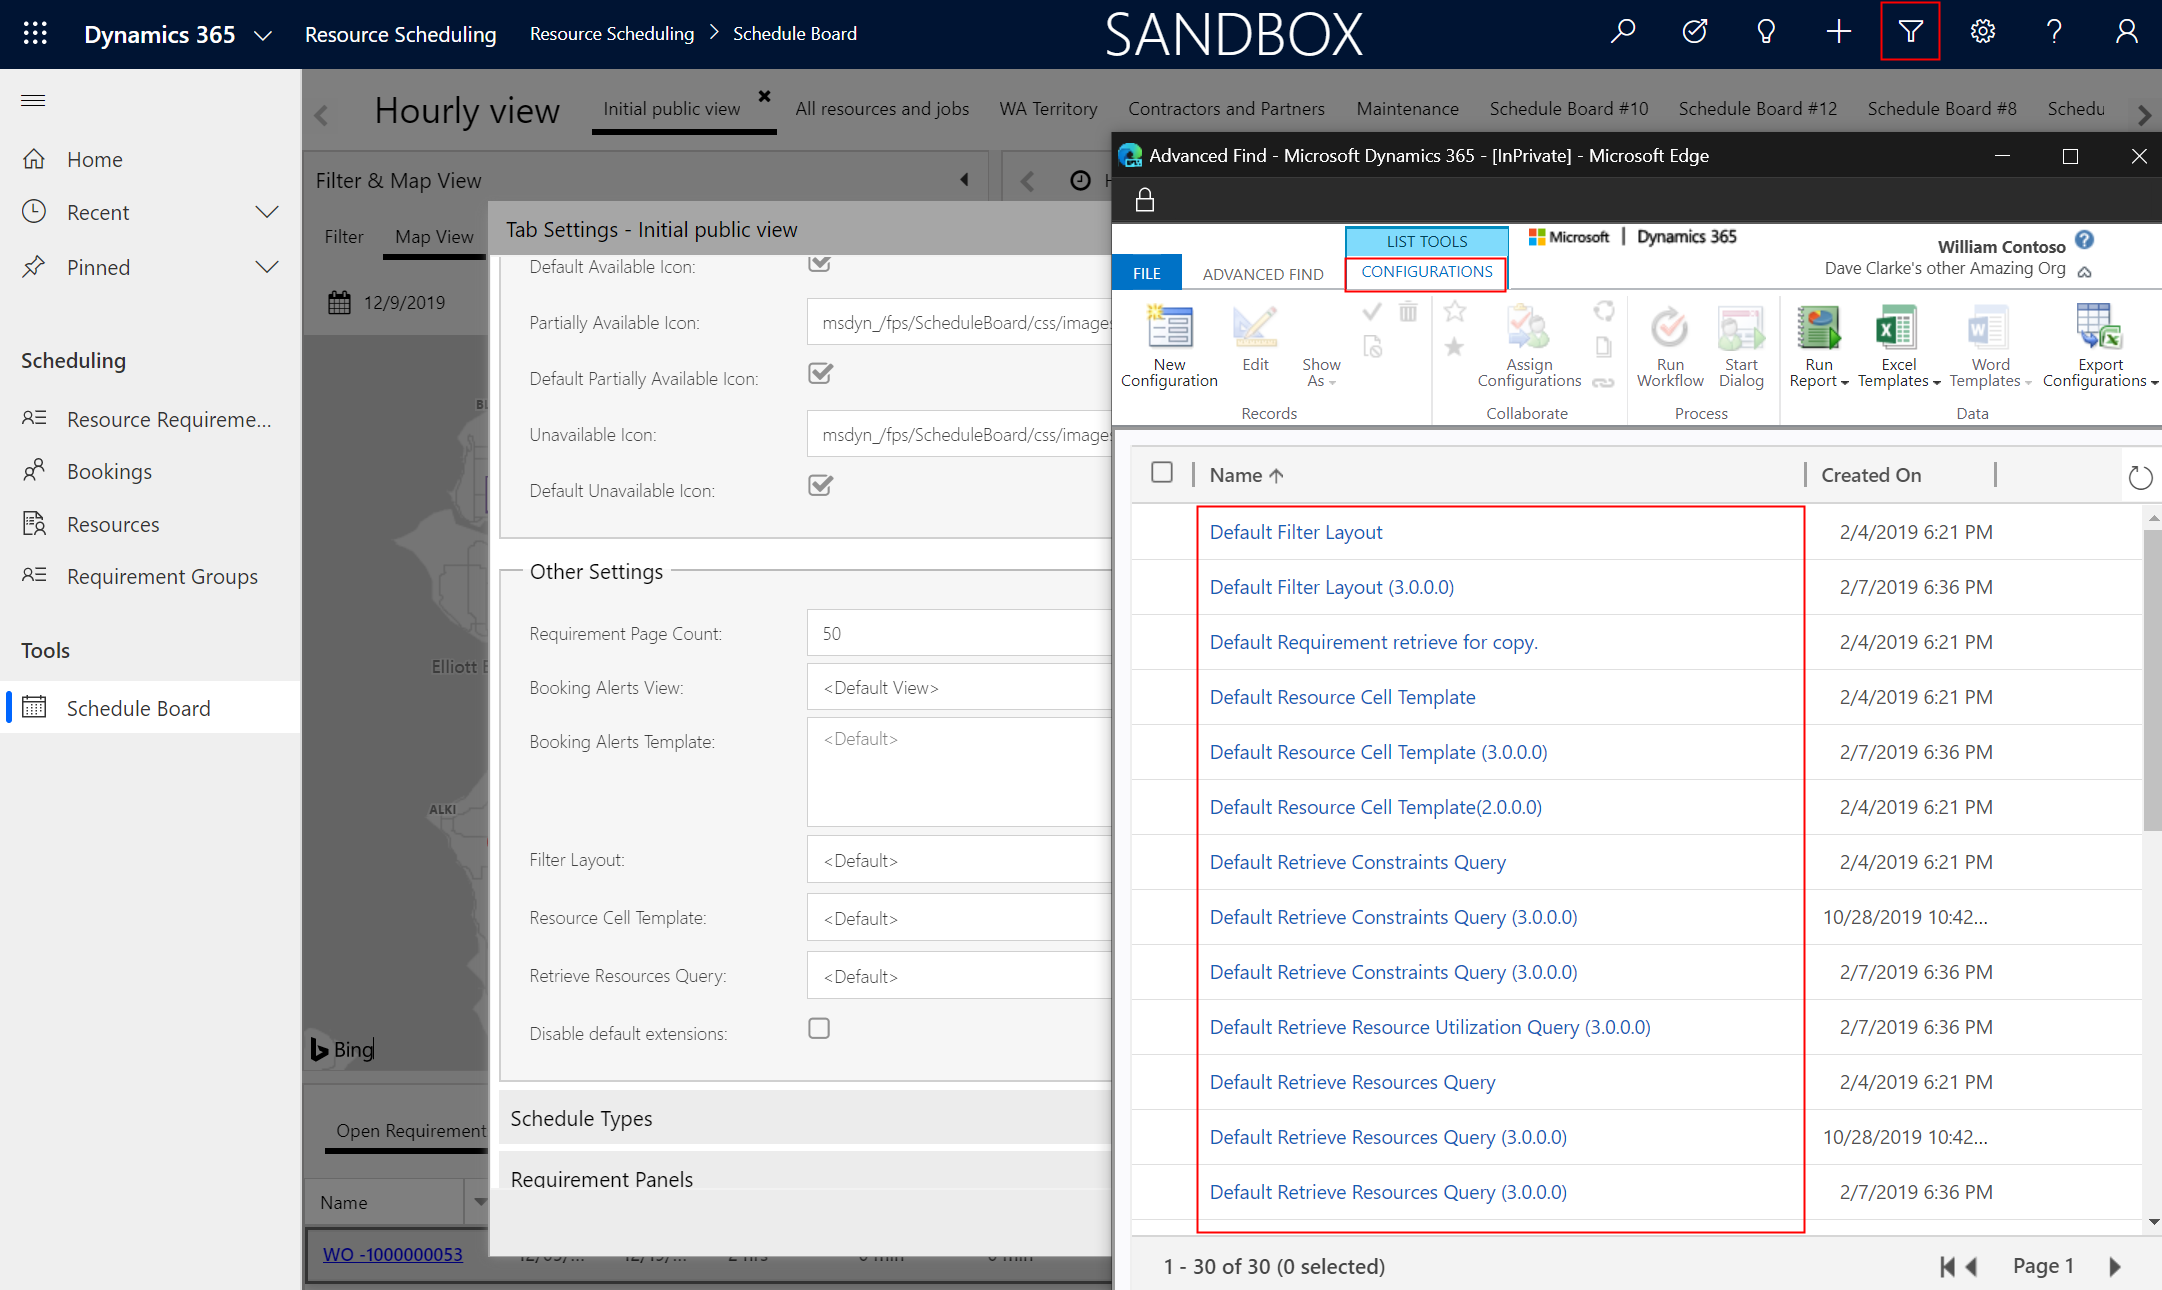 Dynamics 365
Resource Scheduling
Resource Scheduling > Schedule Board
SANDBOX
Home
Recent
Pinned
Scheduling
Resource Requireme...
Bookings
Resources
Requirement Groups
Tools
Schedule Board
Hourly view
Initial public view
All resources and jobs
WA Territory
Contractors and Partners
Maintenance
Schedule Board #10
Schedule Board #12
Schedule Board #8
Schedu
Filter & Map View
Filter
Map View
12/9/2019
Elliott
ALKI
Bing
Open Requirement
Name
WO -1000000053
Tab Settings - Initial public view
Default Available Icon:
Partially Available Icon:
msdyn_/fps/ScheduleBoard/css/images
Default Partially Available Icon:
Unavailable Icon:
msdyn_/fps/ScheduleBoard/css/images
Default Unavailable Icon:
Other Settings
Requirement Page Count:
50
Booking Alerts View:
<Default View>
Booking Alerts Template:
<Default>
Filter Layout:
<Default>
Resource Cell Template:
<Default>
Retrieve Resources Query:
<Default>
Disable default extensions:
Schedule Types
Requirement Panels
Advanced Find - Microsoft Dynamics 365 - [InPrivate] - Microsoft Edge
FILE
ADVANCED FIND
LIST TOOLS
CONFIGURATIONS
Microsoft | Dynamics 365
William Contoso
Dave Clarke's other Amazing Org
New
Configuration
Edit
Show
As
Records
Assign
Configurations
Collaborate
Run
Workflow
Start
Dialog
Process
Run
Report
Excel
Templates
Word
Templates
Export
Configurations
Data
Name
Created On
Default Filter Layout
2/4/2019 6:21 PM
Default Filter Layout (3.0.0.0)
2/7/2019 6:36 PM
Default Requirement retrieve for copy.
2/4/2019 6:21 PM
Default Resource Cell Template
2/4/2019 6:21 PM
Default Resource Cell Template (3.0.0.0)
2/7/2019 6:36 PM
Default Resource Cell Template(2.0.0.0)
2/4/2019 6:21 PM
Default Retrieve Constraints Query
2/4/2019 6:21 PM
Default Retrieve Constraints Query (3.0.0.0)
10/28/2019 10:42...
Default Retrieve Constraints Query (3.0.0.0)
2/7/2019 6:36 PM
Default Retrieve Resource Utilization Query (3.0.0.0)
2/7/2019 6:36 PM
Default Retrieve Resources Query
2/4/2019 6:21 PM
Default Retrieve Resources Query (3.0.0.0)
10/28/2019 10:42...
Default Retrieve Resources Query (3.0.0.0)
2/7/2019 6:36 PM
1 - 30 of 30 (0 selected)
Page 1